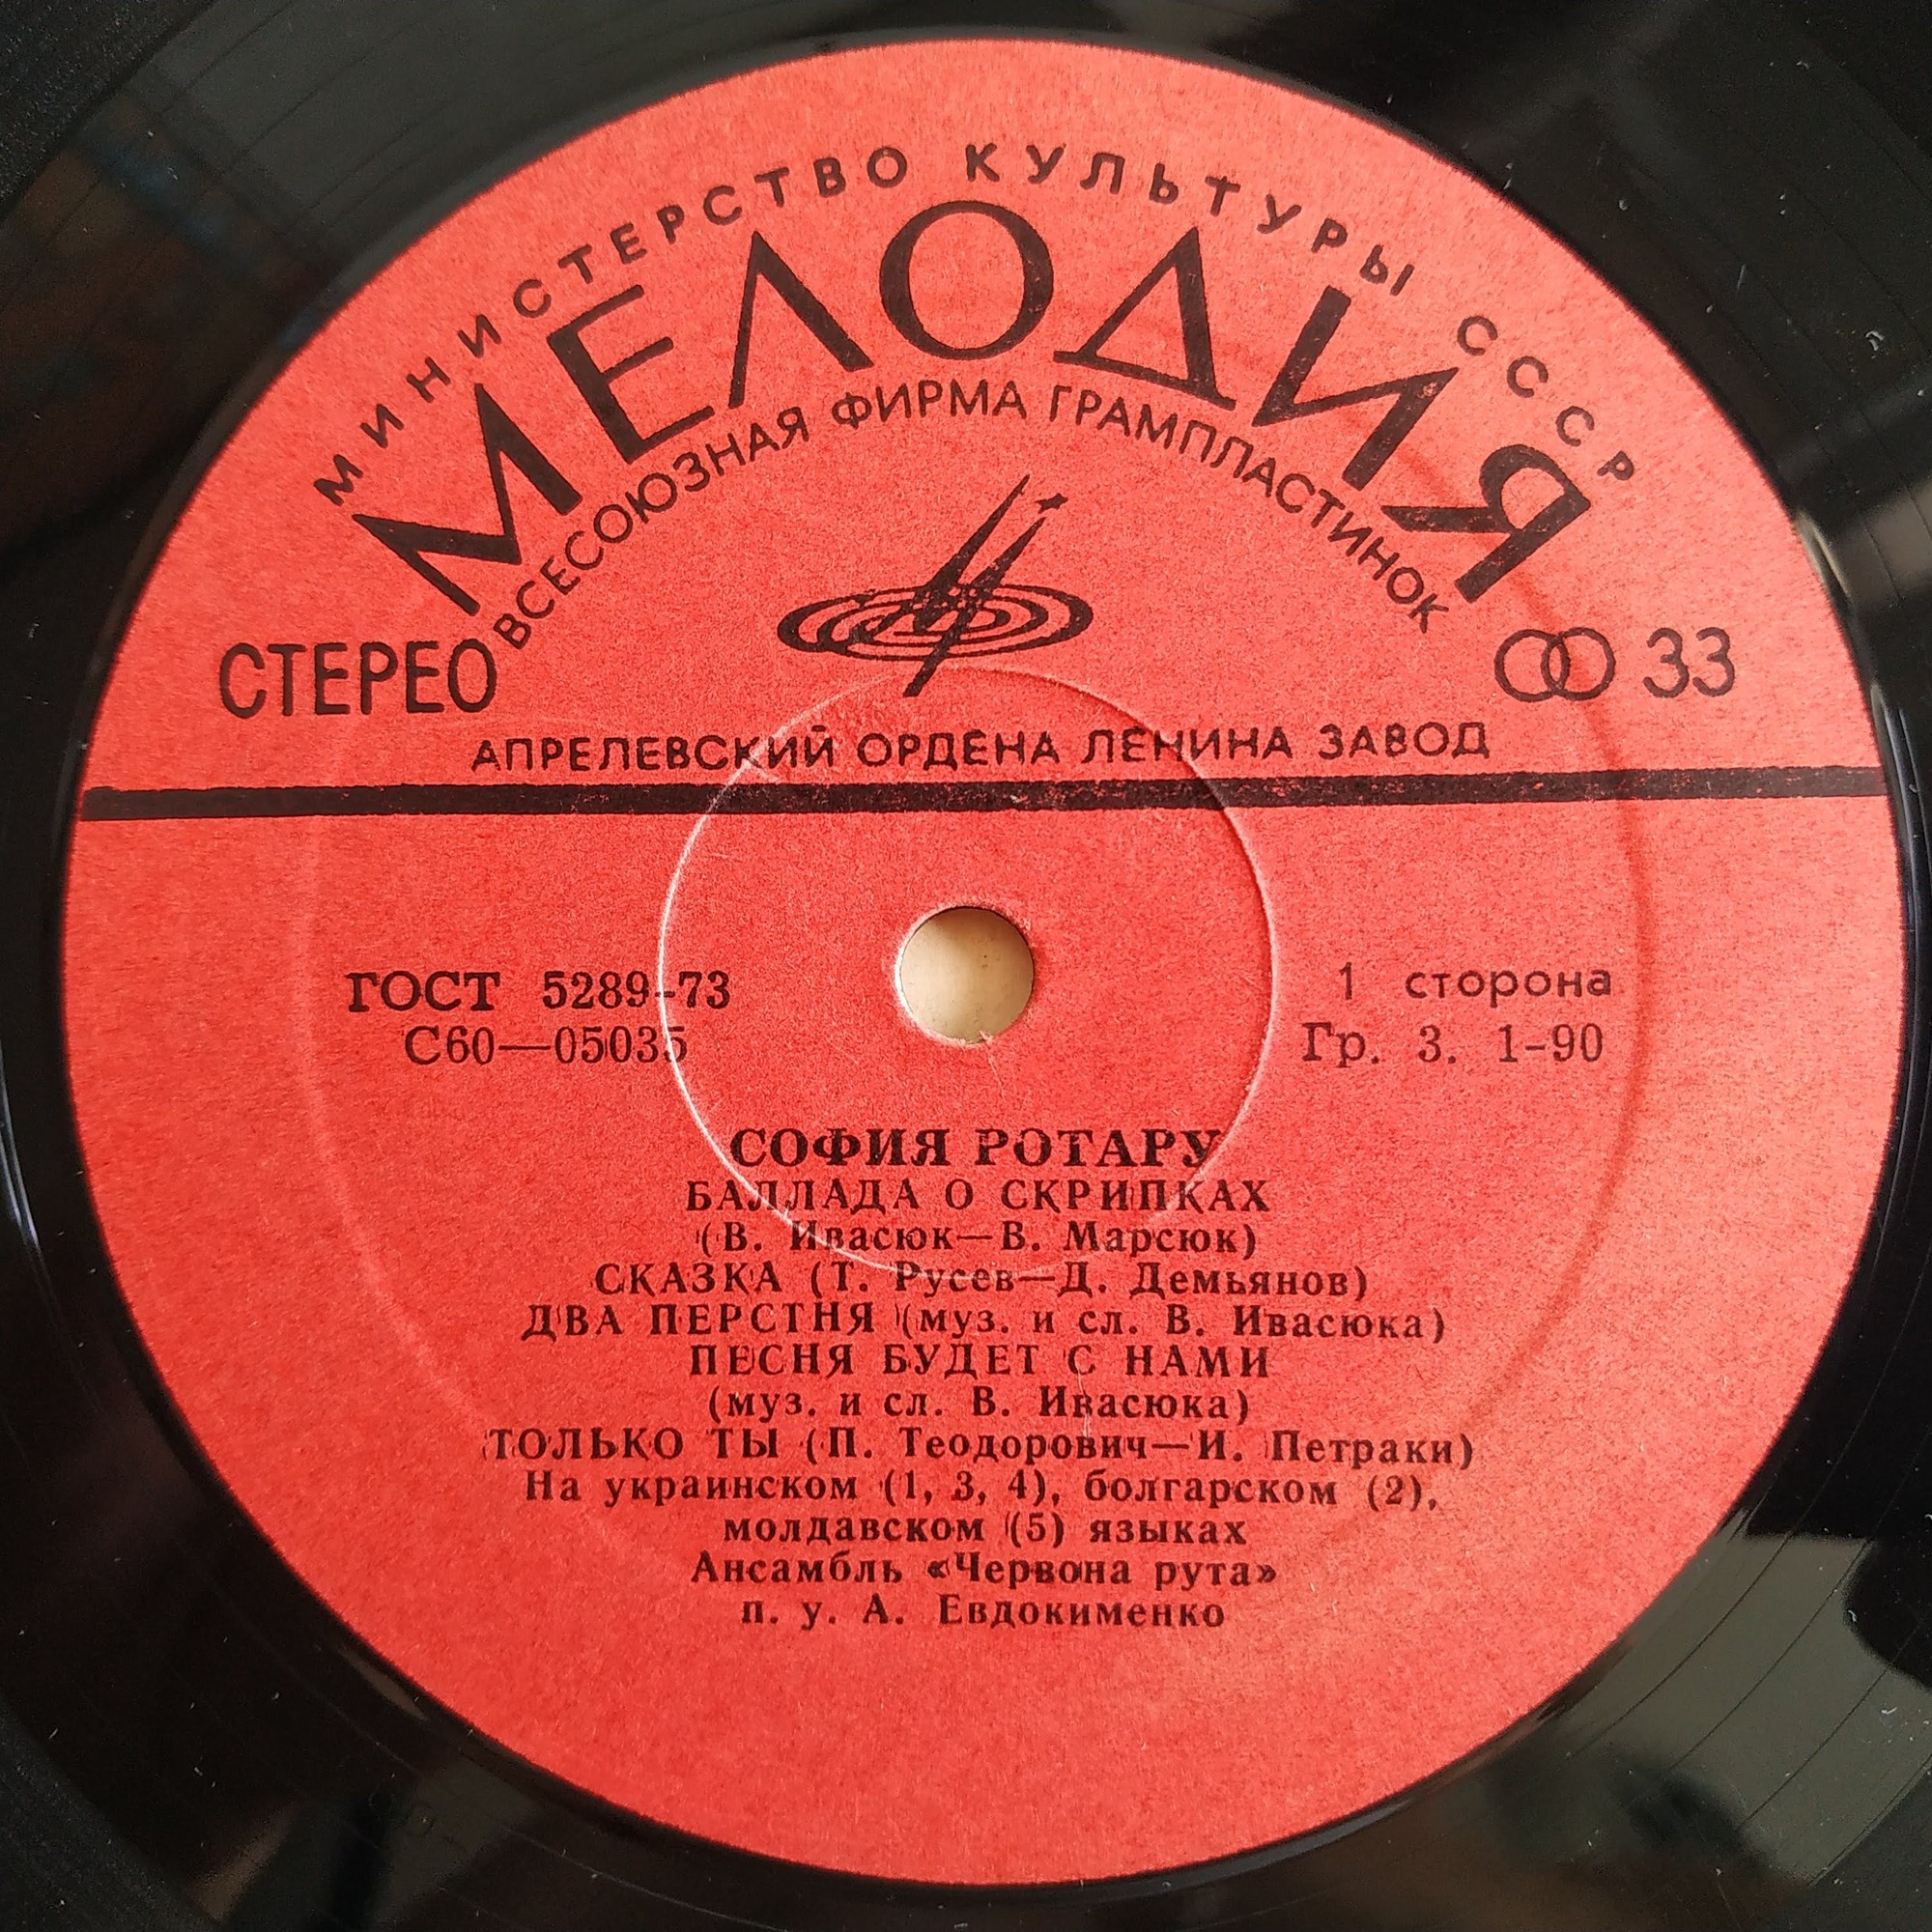 МИНИСТЕРСТВО КУЛЬТУРЫ СССР
МЕЛОДИЯ
ВСЕСОЮЗНАЯ ФИРМА ГРАМПЛАСТИНОК
СТЕРЕО
33
АПРЕЛЕВСКИЙ ОРДЕНА ЛЕНИНА ЗАВОД
ГОСТ 5289-73
С60—05035
1 сторона
Гр. 3. 1-90
СОФИЯ РОТАРУ
БАЛЛАДА О СКРИПКАХ
(В. Ивасюк—В. Марсюк)
СКАЗКА (Т. Русев—Д. Демьянов)
ДВА ПЕРСТНЯ (муз. и сл. В. Ивасюка)
ПЕСНЯ БУДЕТ С НАМИ
(муз. и сл. В. Ивасюка)
ТОЛЬКО ТЫ (П. Теодорович—И. Петраки)
На украинском (1, 3, 4), болгарском (2),
молдавском (5) языках
Ансамбль «Червона рута»
п. у. А. Евдокименко